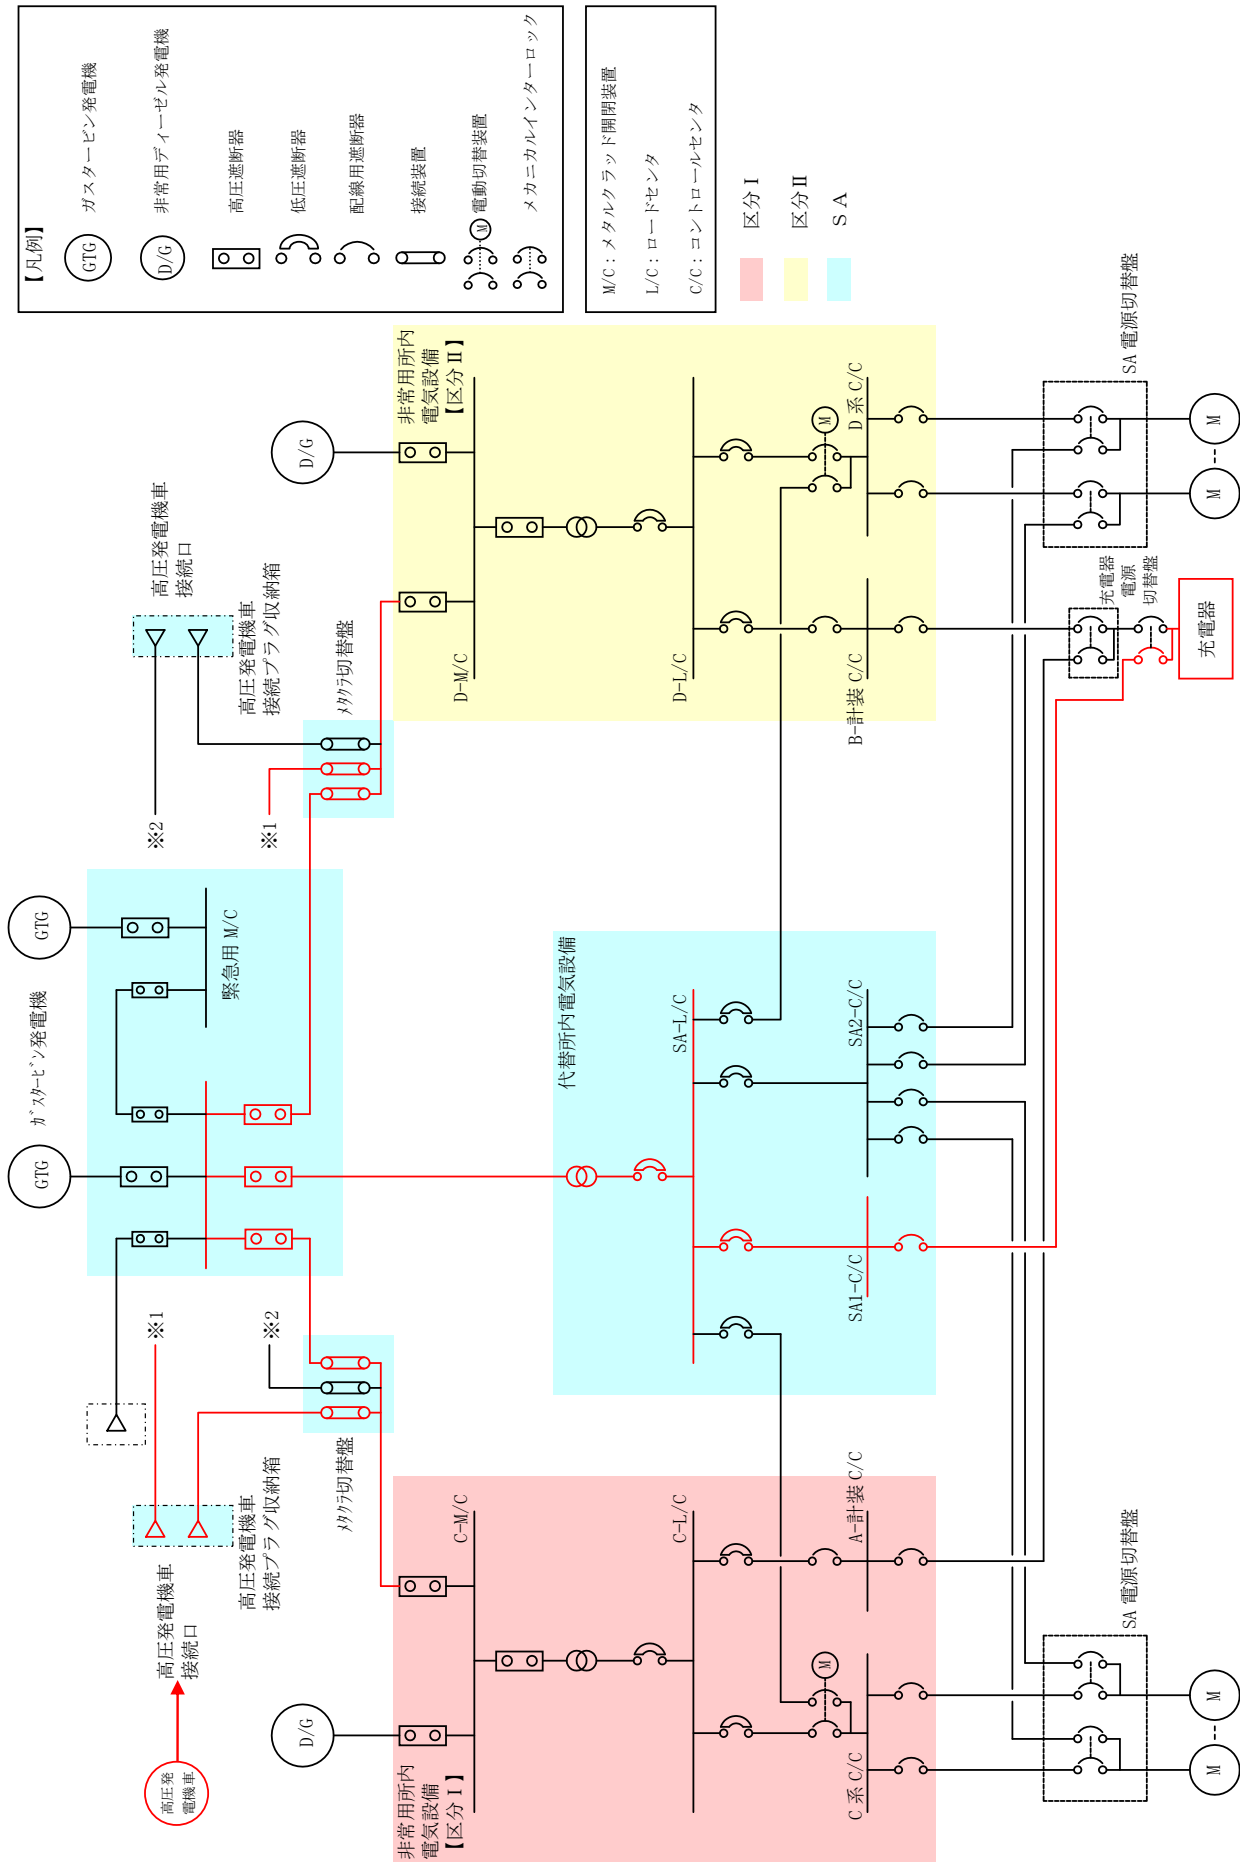 【凡例】
GTG
ガスタービン発電機
D/G
非常用ディーゼル発電機
高圧遮断器
低圧遮断器
配線用遮断器
接続装置
M
電動切替装置
メカニカルインターロック
M/C：メタルクラッド開閉装置
L/C：ロードセンタ
C/C：コントロールセンタ
区分Ⅰ
区分Ⅱ
ＳＡ
高圧発
電機車
高圧発電機車
接続口
高圧発電機車
接続プラグ収納箱
※1
※2
ﾒﾀｸﾗ切替盤
GTG
ｶﾞｽﾀｰﾋﾞﾝ発電機
GTG
緊急用 M/C
※2
※1
高圧発電機車
接続口
高圧発電機車
接続プラグ収納箱
ﾒﾀｸﾗ切替盤
D/G
非常用所内
電気設備
【区分Ⅰ】
C-M/C
C-L/C
M
C 系 C/C
A-計装 C/C
代替所内電気設備
SA-L/C
SA1-C/C
SA2-C/C
D/G
非常用所内
電気設備
【区分Ⅱ】
D-M/C
D-L/C
M
B-計装 C/C
D 系 C/C
SA 電源切替盤
M
M
充電器
電源
切替盤
充電器
SA 電源切替盤
M
M